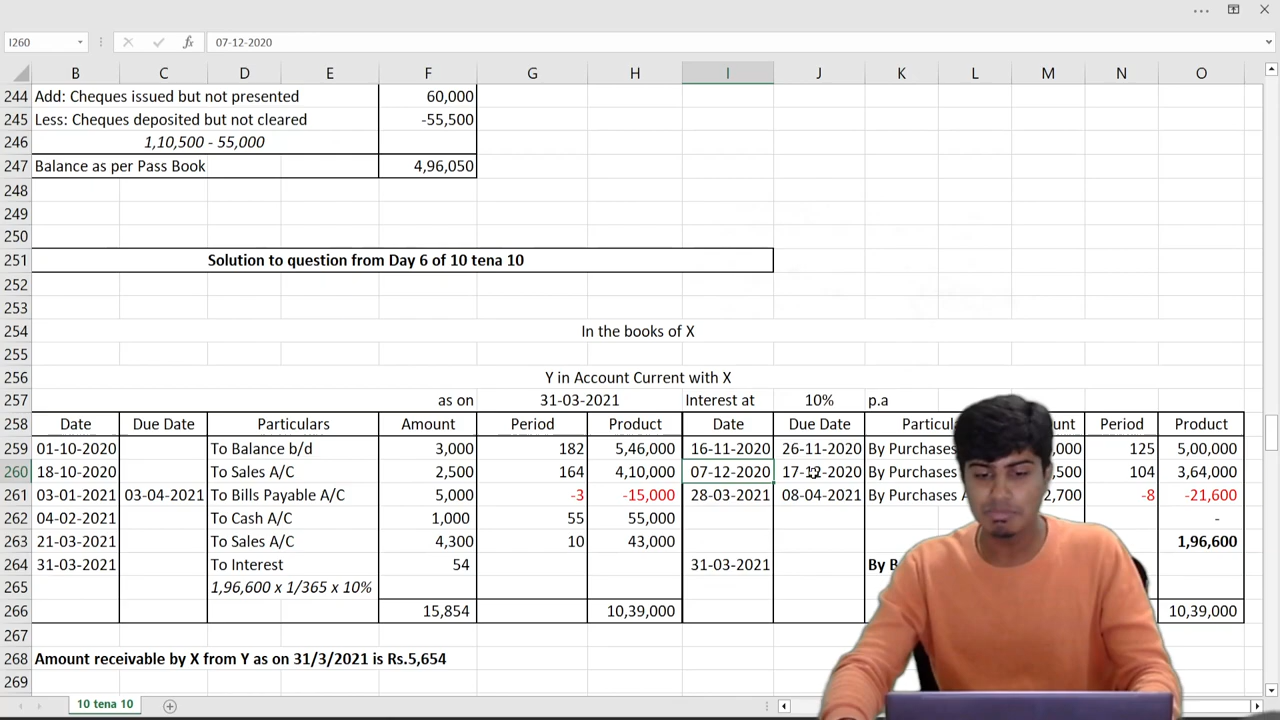 I260 fx 07-12-2020
B C D E F G H I J K L M N O
244 Add: Cheques issued but not presented 60,000
245 Less: Cheques deposited but not cleared -55,500
246 1,10,500 - 55,000
247 Balance as per Pass Book 4,96,050
248
249
250
251 Solution to question from Day 6 of 10 tena 10
252
253
254 In the books of X
255
256 Y in Account Current with X
257 as on 31-03-2021 Interest at 10% p.a
258 Date Due Date Particulars Amount Period Product Date Due Date Period Product
259 01-10-2020 To Balance b/d 3,000 182 5,46,000 16-11-2020 26-11-2020 By Purchases 125 5,00,000
260 18-10-2020 To Sales A/C 2,500 164 4,10,000 07-12-2020 17-12-2020 By Purchases 104 3,64,000
261 03-01-2021 03-04-2021 To Bills Payable A/C 5,000 -3 -15,000 28-03-2021 08-04-2021 By Purchases -8 -21,600
262 04-02-2021 To Cash A/C 1,000 55 55,000 -
263 21-03-2021 To Sales A/C 4,300 10 43,000 1,96,600
264 31-03-2021 To Interest 54 31-03-2021 By
265 1,96,600 x 1/365 x 10%
266 15,854 10,39,000 10,39,000
267
268 Amount receivable by X from Y as on 31/3/2021 is Rs.5,654
269
10 tena 10